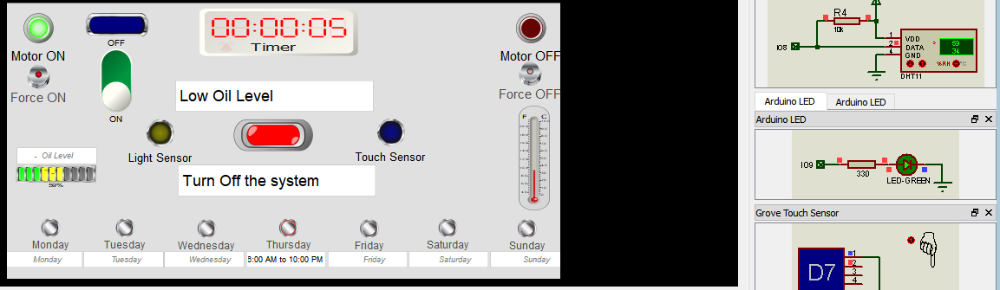 00:00:05
Timer
OFF
Motor ON
Motor OFF
Force ON
Force OFF
ON
Low Oil Level
F C
Light Sensor
Touch Sensor
- Oil Level
50%
Turn Off the system
Monday
Tuesday
Wednesday
Thursday
Friday
Saturday
Sunday
Monday
Tuesday
Wednesday
8:00 AM to 10:00 PM
Friday
Saturday
Sunday
R4
10k
IO8
1
2
4
VDD
DATA
GND
59
34
%RH
°C
DHT11
Arduino LED
Arduino LED
Arduino LED
IO9
330
LED-GREEN
Grove Touch Sensor
D7
1
2
3
4